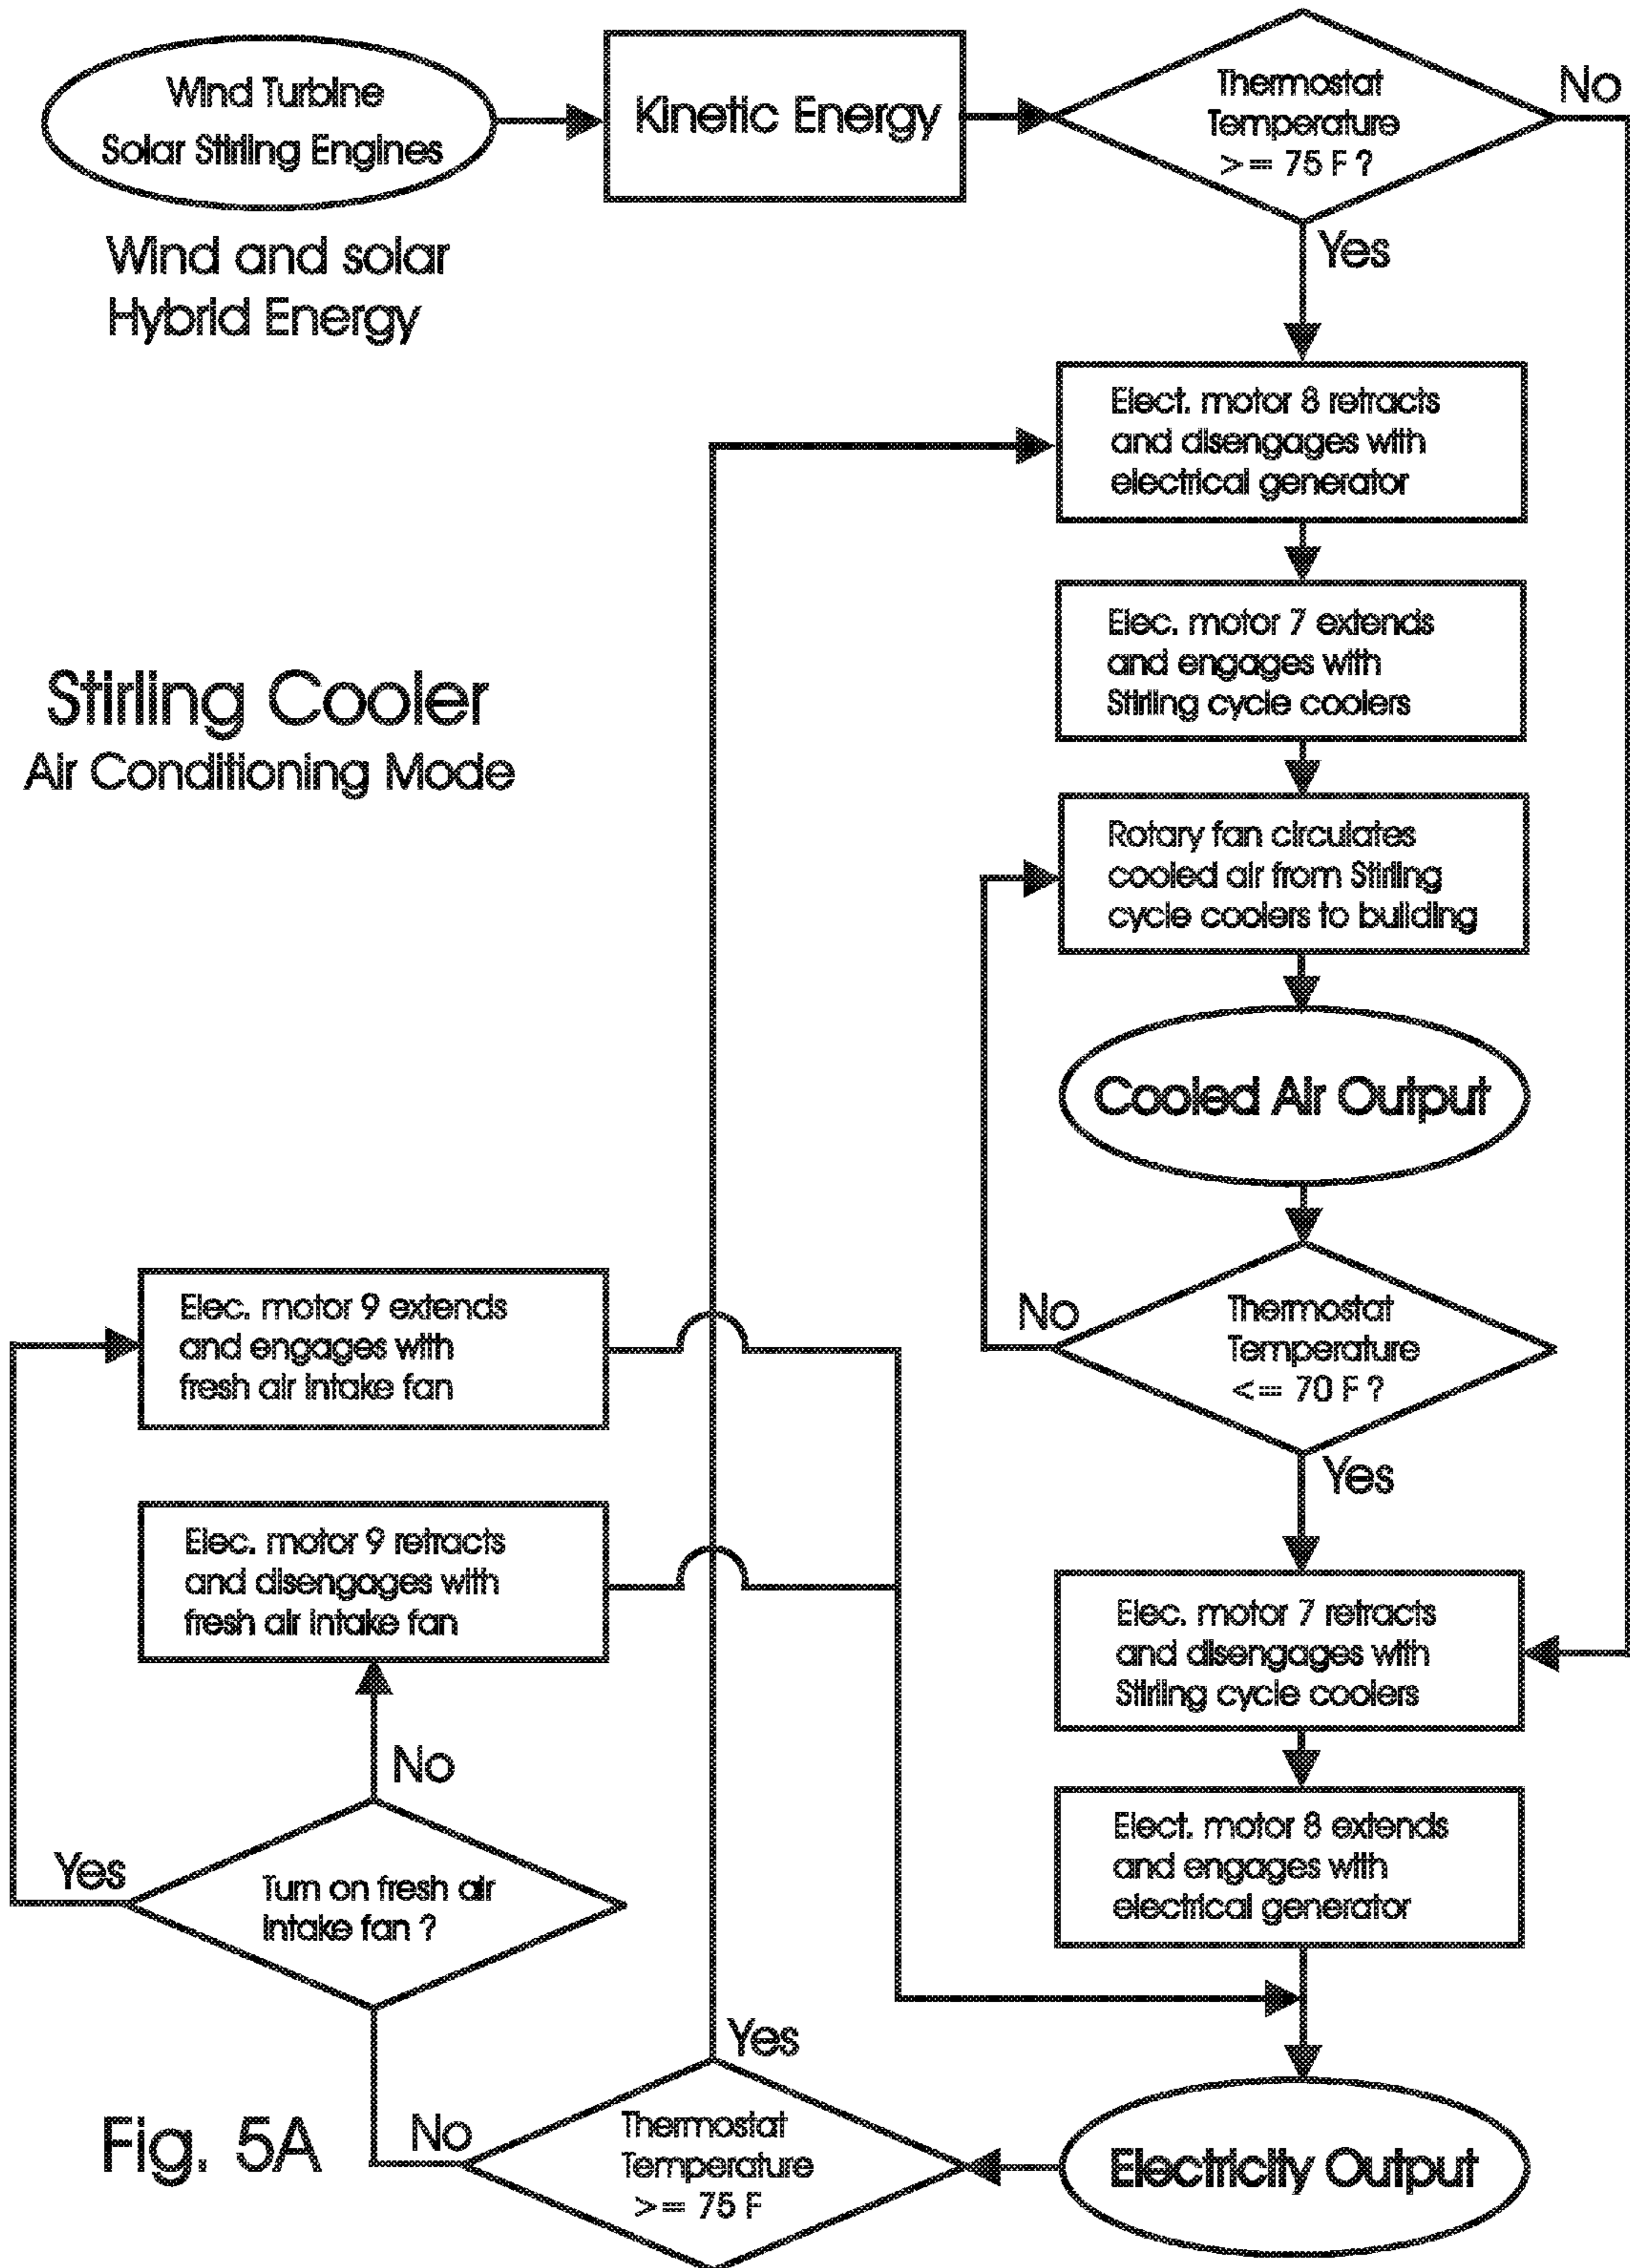 Wind Turbine
Solar Stirling Engines
Wind and solar
Hybrid Energy
Kinetic Energy
Thermostat
Temperature
>= 75 F ?
No
Yes
Elect. motor 8 retracts
and disengages with
electrical generator
Elec. motor 7 extends
and engages with
Stirling cycle coolers
Stirling Cooler
Air Conditioning Mode
Rotary fan circulates
cooled air from Stirling
cycle coolers to building
Cooled Air Output
No
Thermostat
Temperature
<= 70 F ?
Yes
Elec. motor 9 extends
and engages with
fresh air intake fan
Elec. motor 9 retracts
and disengages with
fresh air intake fan
Elec. motor 7 retracts
and disengages with
Stirling cycle coolers
No
Elect. motor 8 extends
and engages with
electrical generator
Yes
Turn on fresh air
intake fan ?
Yes
No
Thermostat
Temperature
>= 75 F
Electricity Output
Fig. 5A